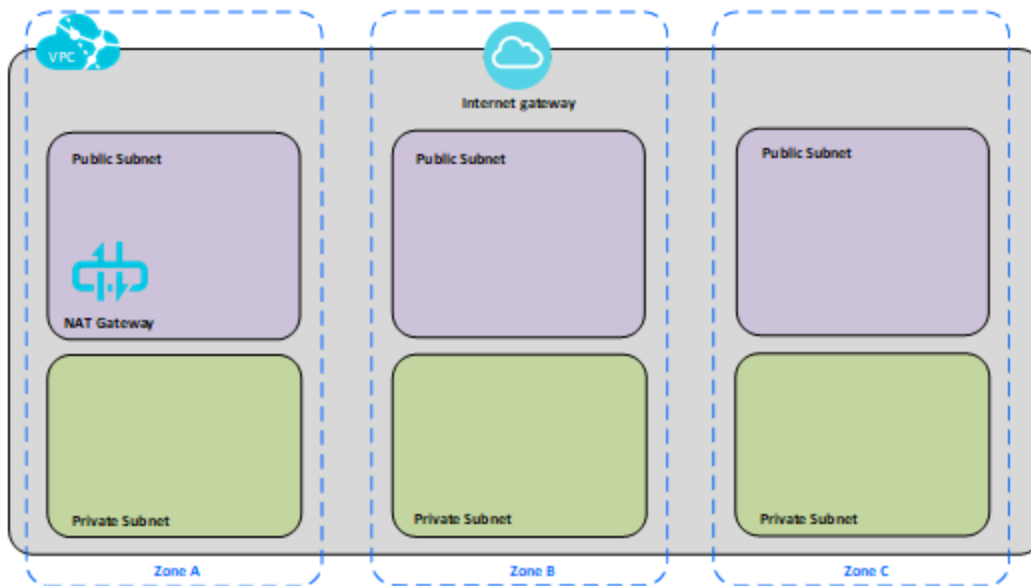 VPC
Internet gateway
Public Subnet
Public Subnet
Public Subnet
NAT Gateway
Private Subnet
Private Subnet
Private Subnet
Zone A
Zone B
Zone C